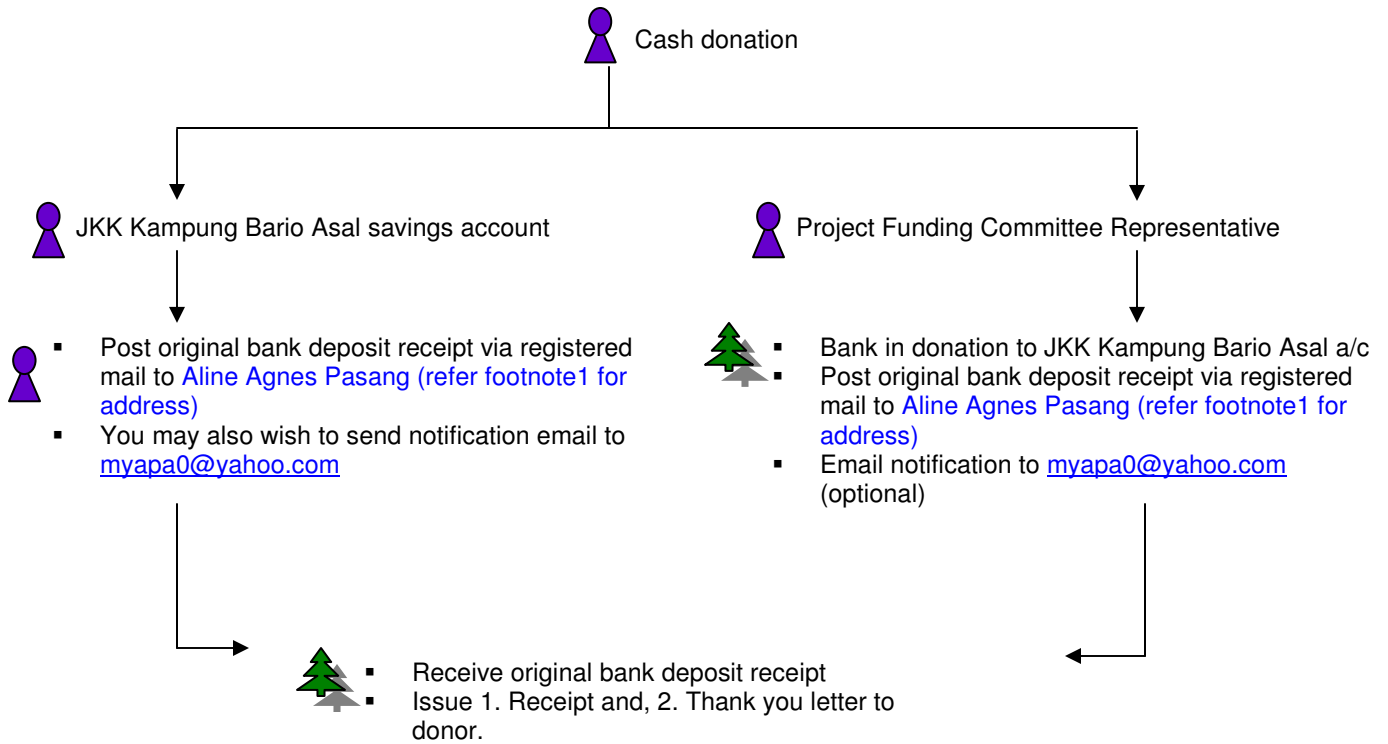 Cash donation
JKK Kampung Bario Asal savings account
Project Funding Committee Representative
▪ Post original bank deposit receipt via registered
mail to Aline Agnes Pasang (refer footnote1 for
address)
▪ You may also wish to send notification email to
myapa0@yahoo.com
▪ Bank in donation to JKK Kampung Bario Asal a/c
▪ Post original bank deposit receipt via registered
mail to Aline Agnes Pasang (refer footnote1 for
address)
▪ Email notification to myapa0@yahoo.com
(optional)
▪ Receive original bank deposit receipt
▪ Issue 1. Receipt and, 2. Thank you letter to
donor.